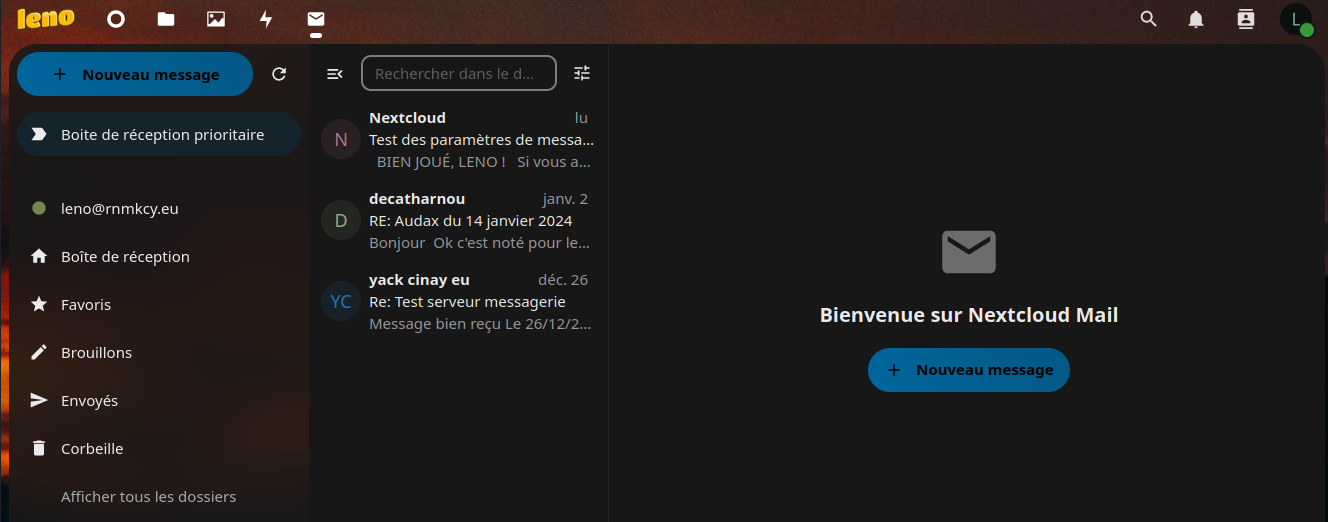 leno
L
Nouveau message
Boite de réception prioritaire
leno@rnmkcy.eu
Boîte de réception
Favoris
Brouillons
Envoyés
Corbeille
Afficher tous les dossiers
Rechercher dans le d...
N
Nextcloud lu
Test des paramètres de messa...
BIEN JOUÉ, LENO ! Si vous a...
D
decatharnou janv. 2
RE: Audax du 14 janvier 2024
Bonjour Ok c'est noté pour le...
YC
yack cinay eu déc. 26
Re: Test serveur messagerie
Message bien reçu Le 26/12/2...
Bienvenue sur Nextcloud Mail
Nouveau message